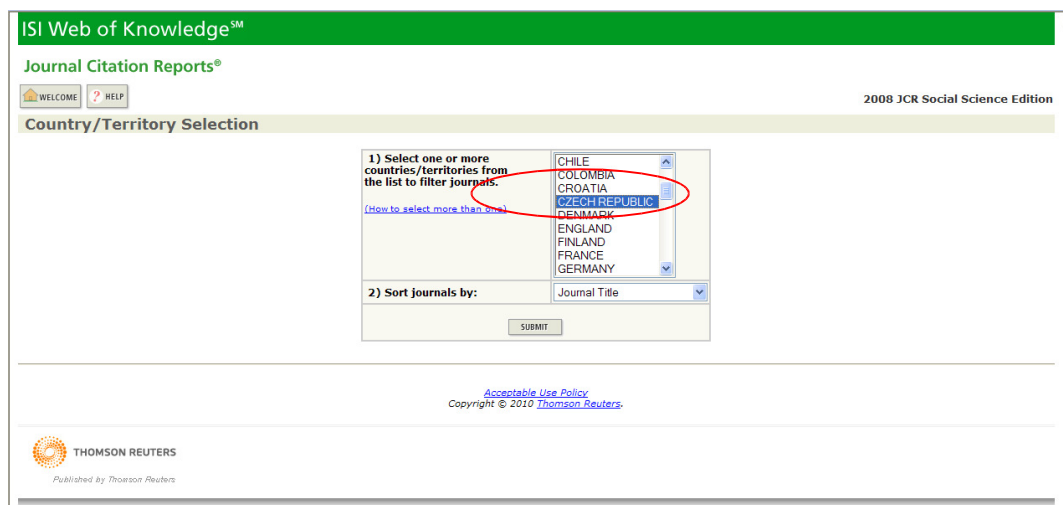 ISI Web of Knowledge℠
Journal Citation Reports®
WELCOME ? HELP
2008 JCR Social Science Edition
Country/Territory Selection
1) Select one or more
countries/territories from
the list to filter journals.
(How to select more than one)
CHILE
COLOMBIA
CROATIA
CZECH REPUBLIC
DENMARK
ENGLAND
FINLAND
FRANCE
GERMANY
2) Sort journals by:
Journal Title
SUBMIT
Acceptable Use Policy
Copyright © 2010 Thomson Reuters.
THOMSON REUTERS
Published by Thomson Reuters